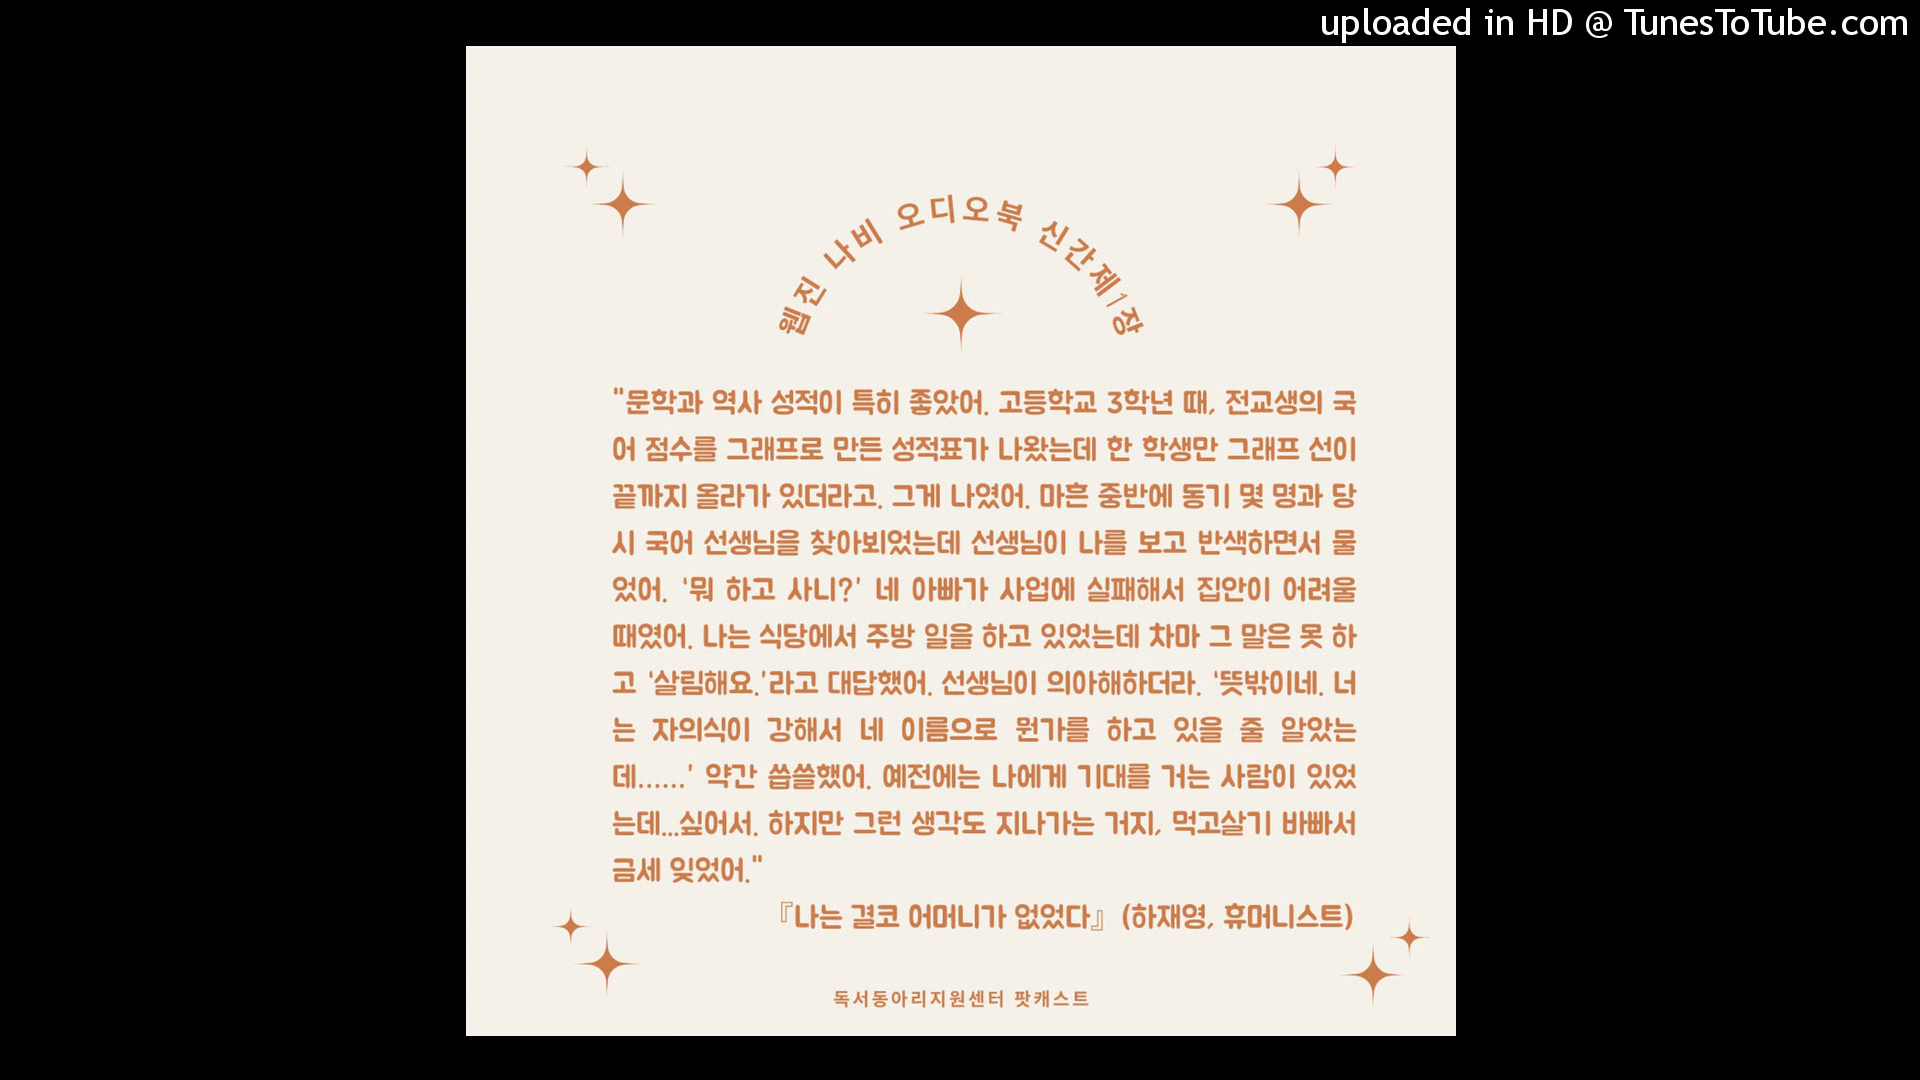 uploaded in HD @ TunesToTube.com
웹진 나비 오디오북 신간제1장
"문학과 역사 성적이 특히 좋았어. 고등학교 3학년 때, 전교생의 국
어 점수를 그래프로 만든 성적표가 나왔는데 한 학생만 그래프 선이
끝까지 올라가 있더라고. 그게 나였어. 마흔 중반에 동기 몇 명과 당
시 국어 선생님을 찾아뵈었는데 선생님이 나를 보고 반색하면서 물
었어. '뭐 하고 사니?' 네 아빠가 사업에 실패해서 집안이 어려울
때였어. 나는 식당에서 주방 일을 하고 있었는데 차마 그 말은 못 하
고 '살림해요.'라고 대답했어. 선생님이 의아해하더라. '뜻밖이네. 너
는 자의식이 강해서 네 이름으로 뭔가를 하고 있을 줄 알았는
데......' 약간 씁쓸했어. 예전에는 나에게 기대를 거는 사람이 있었
는데...싶어서. 하지만 그런 생각도 지나가는 거지, 먹고살기 바빠서
금세 잊었어."
『나는 결코 어머니가 없었다』 (하재영, 휴머니스트)
독서동아리지원센터 팟캐스트